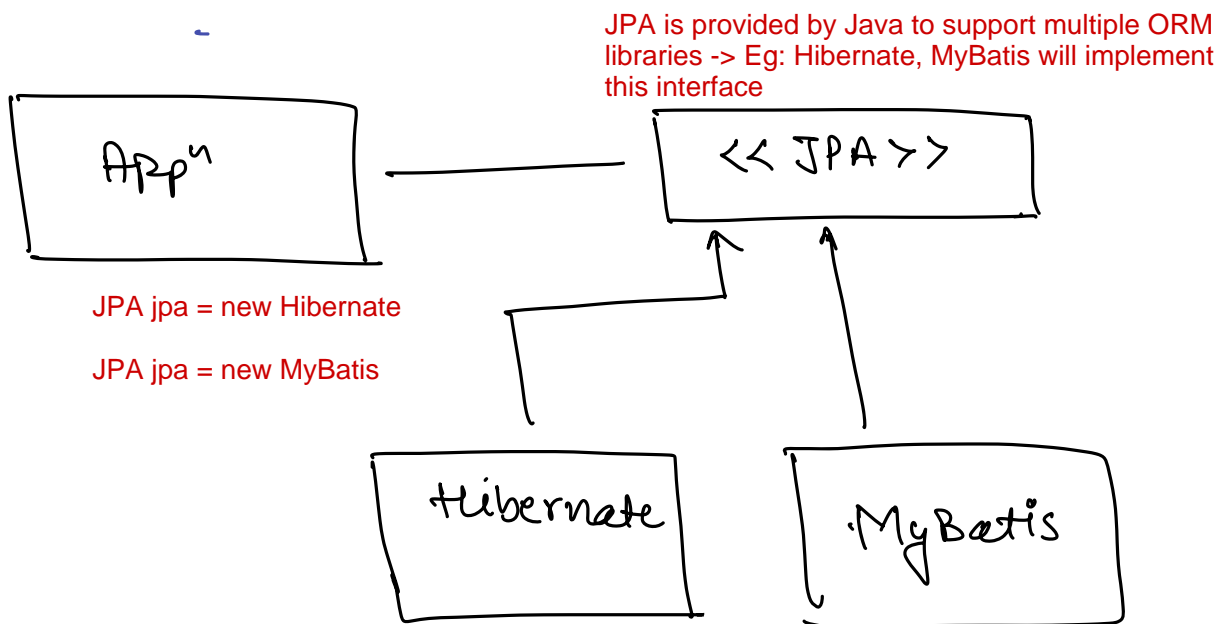 JPA is provided by Java to support multiple ORM
libraries -> Eg: Hibernate, MyBatis will implement
this interface
Appⁿ
<< JPA >>
JPA jpa = new Hibernate
JPA jpa = new MyBatis
Hibernate
MyBatis